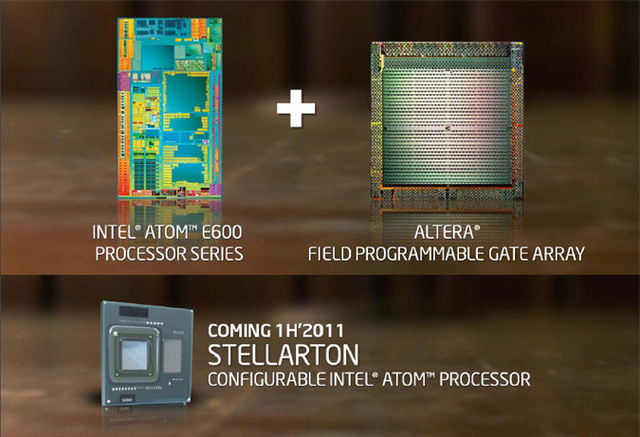 INTEL® ATOM™ E600
PROCESSOR SERIES
+
ALTERA®
FIELD PROGRAMMABLE GATE ARRAY
COMING 1H'2011
STELLARTON
CONFIGURABLE INTEL® ATOM™ PROCESSOR